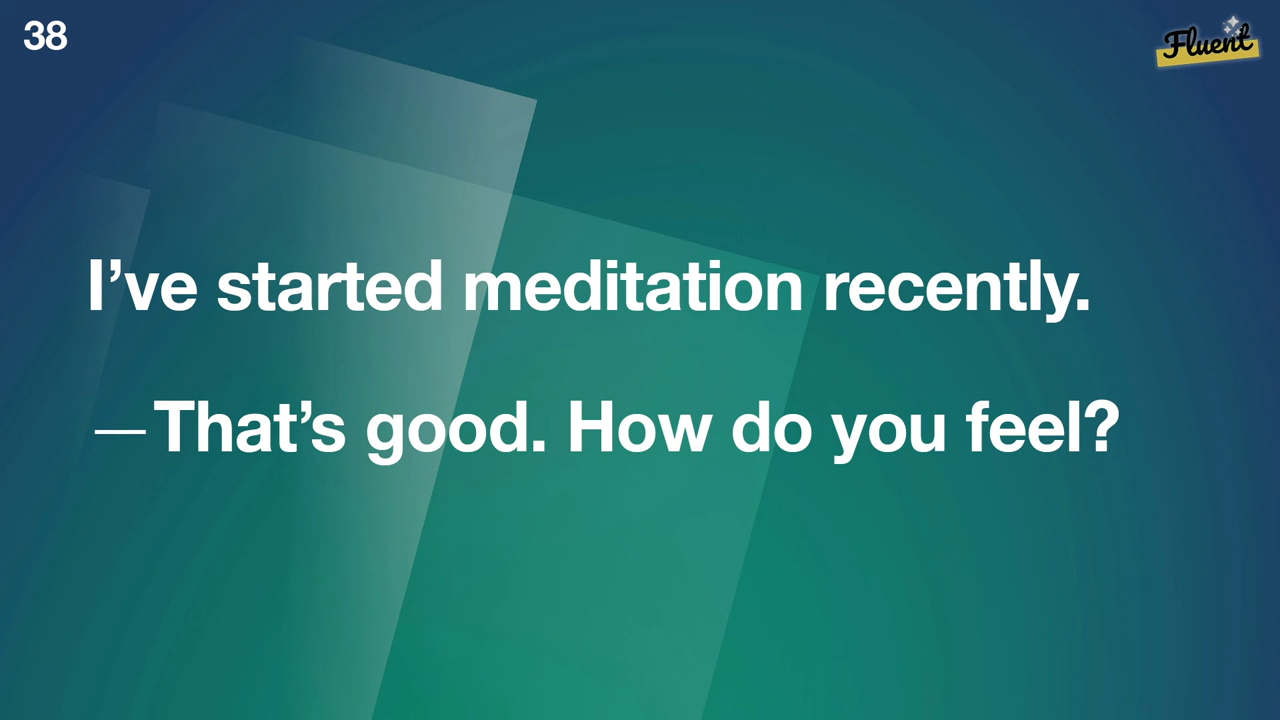 38
Fluent
I’ve started meditation recently.
—That’s good. How do you feel?